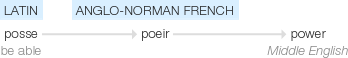 LATIN ANGLO-NORMAN FRENCH
posse poeir power
be able Middle English